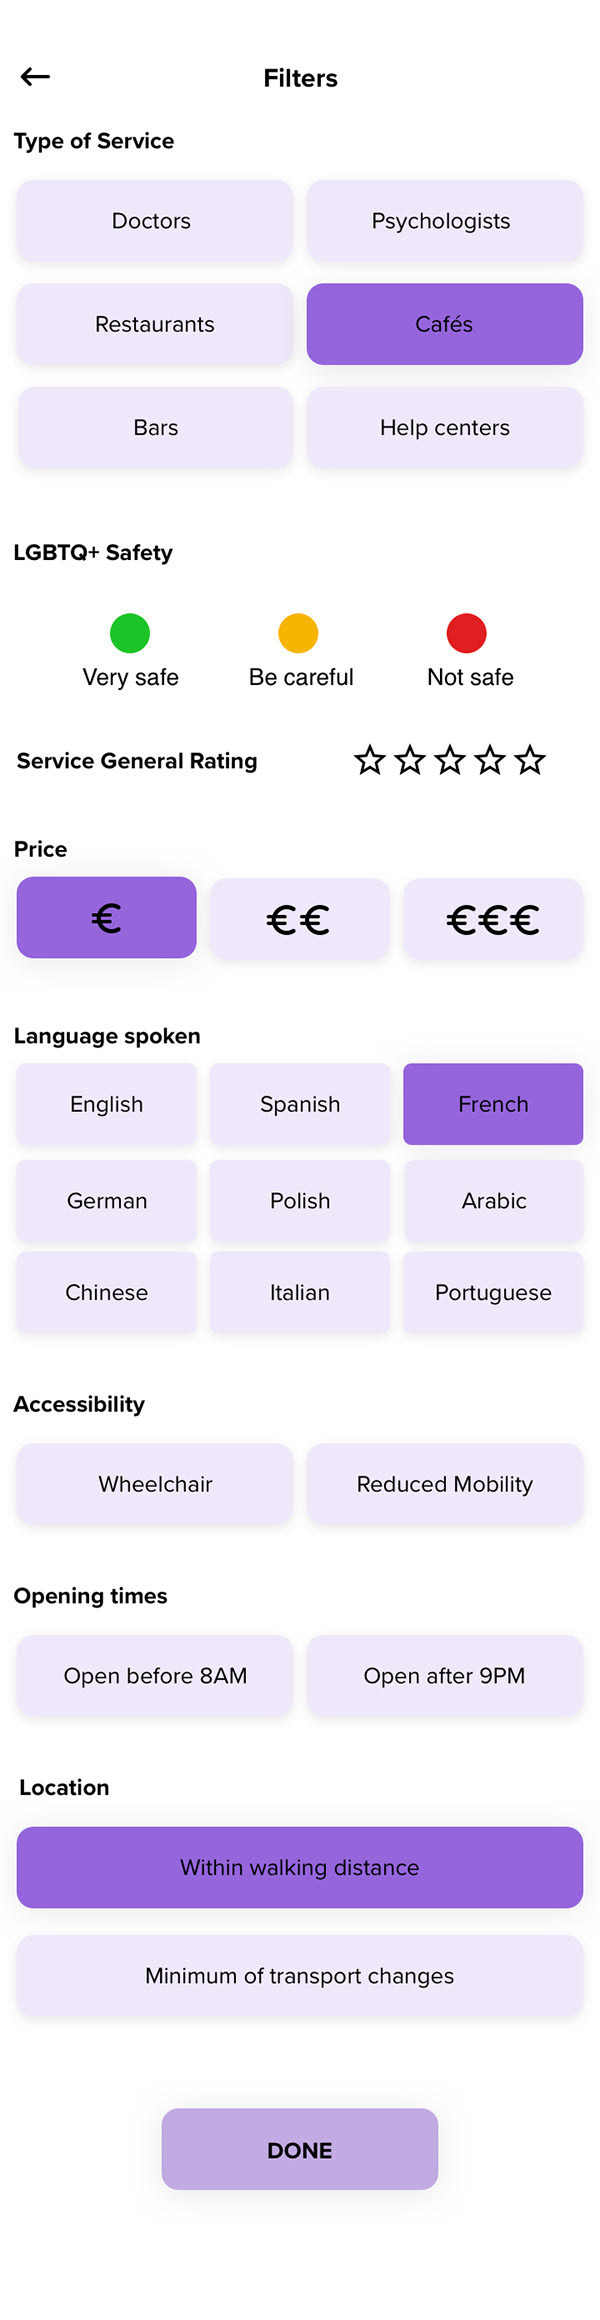 Filters
Type of Service
Doctors
Psychologists
Restaurants
Cafés
Bars
Help centers
LGBTQ+ Safety
Very safe
Be careful
Not safe
Service General Rating
Price
€
€€
€€€
Language spoken
English
Spanish
French
German
Polish
Arabic
Chinese
Italian
Portuguese
Accessibility
Wheelchair
Reduced Mobility
Opening times
Open before 8AM
Open after 9PM
Location
Within walking distance
Minimum of transport changes
DONE